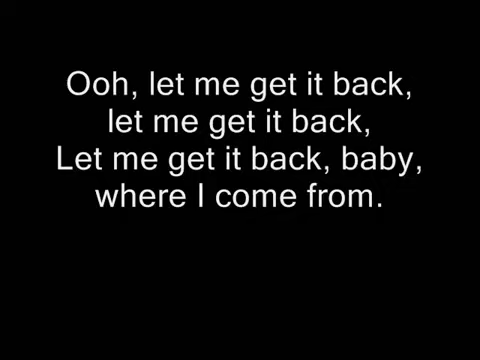 Ooh, let me get it back,
let me get it back,
Let me get it back, baby,
where I come from.